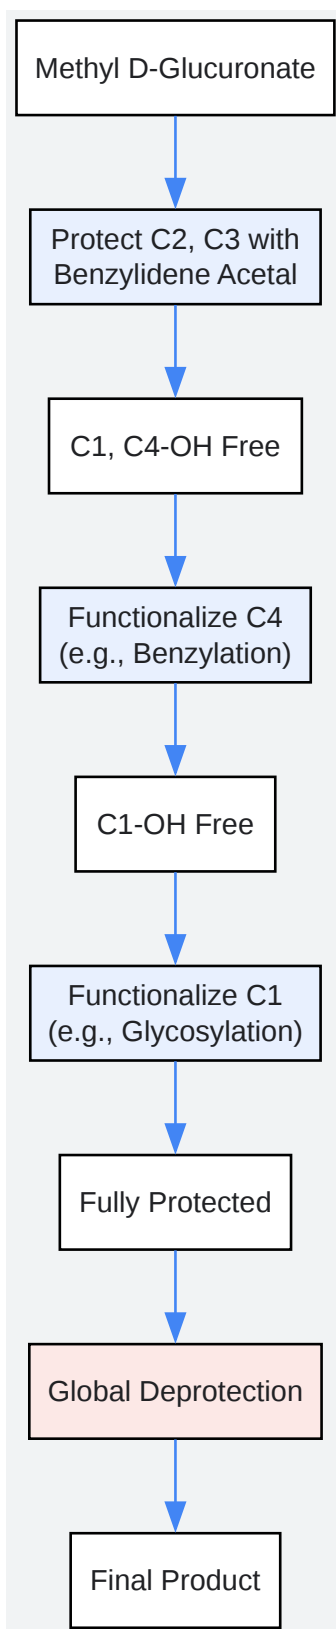 Methyl D-Glucuronate
Protect C2, C3 with
Benzylidene Acetal
C1, C4-OH Free
Functionalize C4
(e.g., Benzylation)
C1-OH Free
Functionalize C1
(e.g., Glycosylation)
Fully Protected
Global Deprotection
Final Product